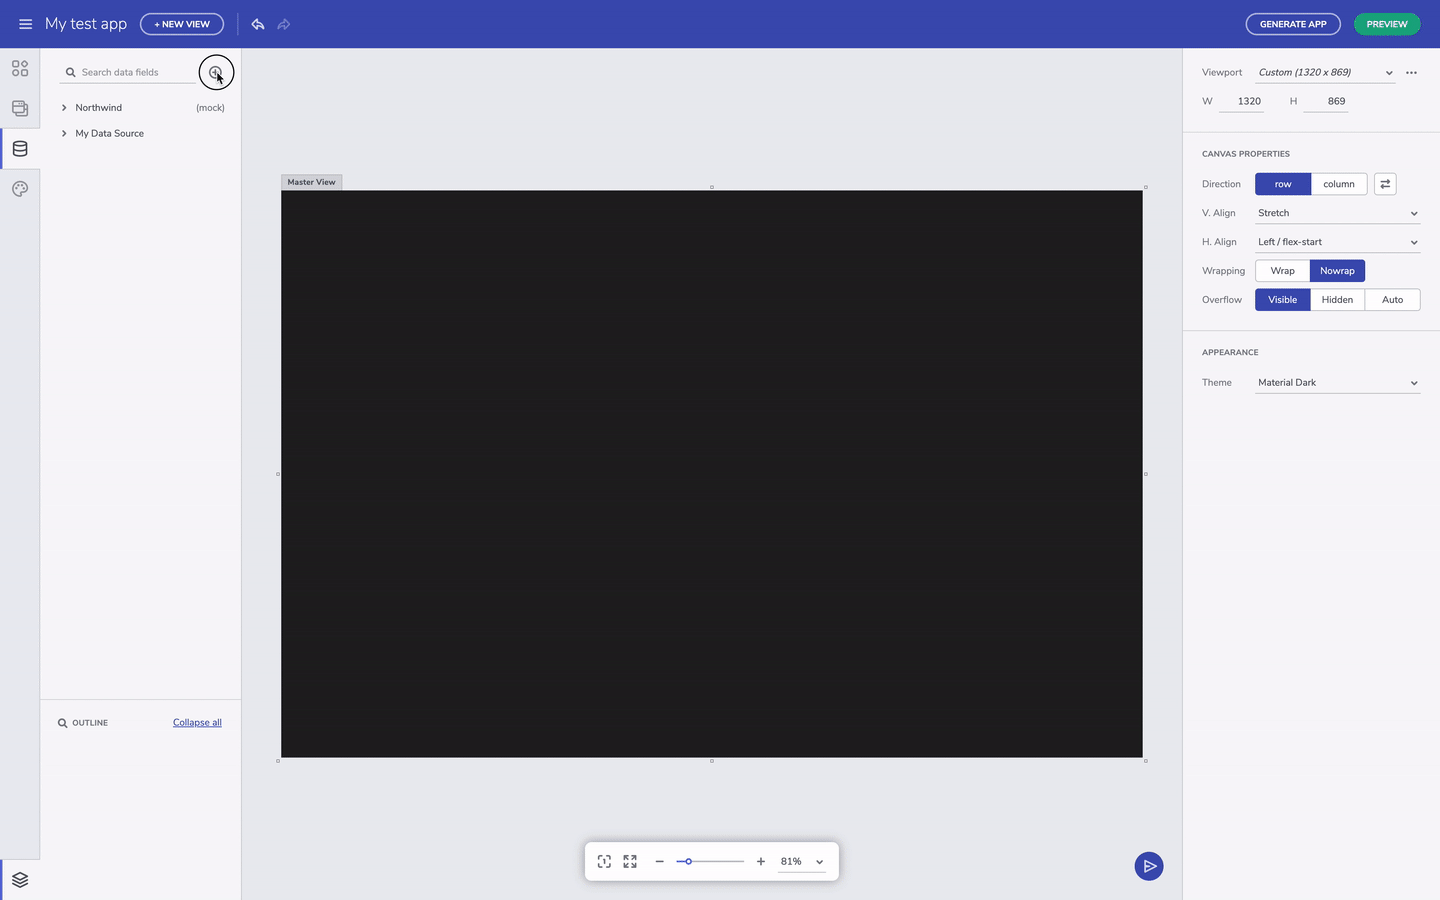 My test app
+ NEW VIEW
GENERATE APP
PREVIEW
Search data fields
Northwind (mock)
My Data Source
OUTLINE
Collapse all
Master View
81%
Viewport Custom (1320 x 869)
W 1320 H 869
CANVAS PROPERTIES
Direction row column
V. Align Stretch
H. Align Left / flex-start
Wrapping Wrap Nowrap
Overflow Visible Hidden Auto
APPEARANCE
Theme Material Dark